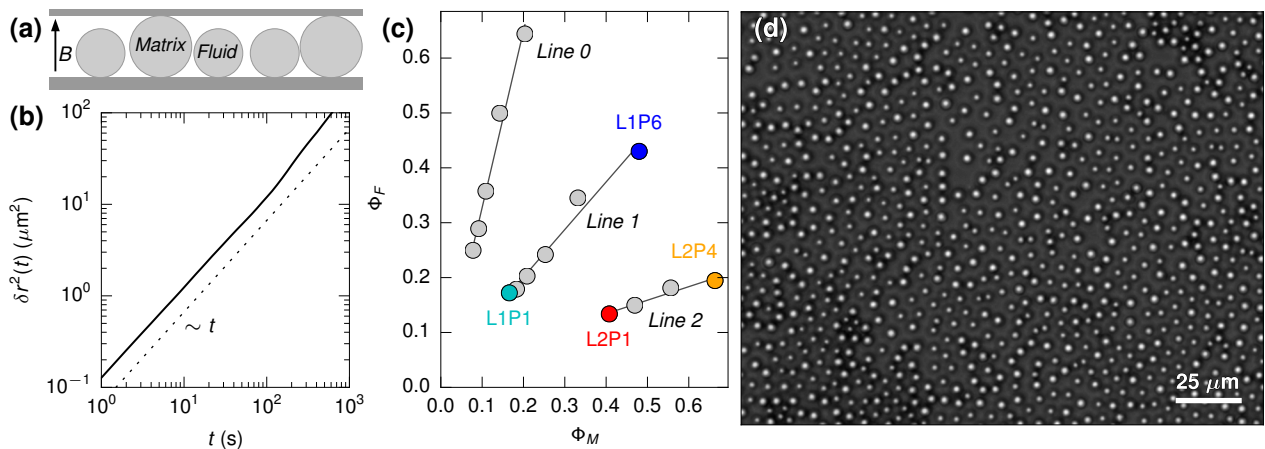 (a)
B
Matrix
Fluid
(b)
10²
10¹
10⁰
10⁻¹
δr²(t) (μm²)
~ t
10⁰ 10¹ 10² 10³
t (s)
(c)
0.6
0.5
0.4
0.3
0.2
0.1
0.0
Φ_F
Line 0
L1P6
Line 1
L2P4
L1P1
L2P1
Line 2
0.0 0.1 0.2 0.3 0.4 0.5 0.6
Φ_M
(d)
25 μm